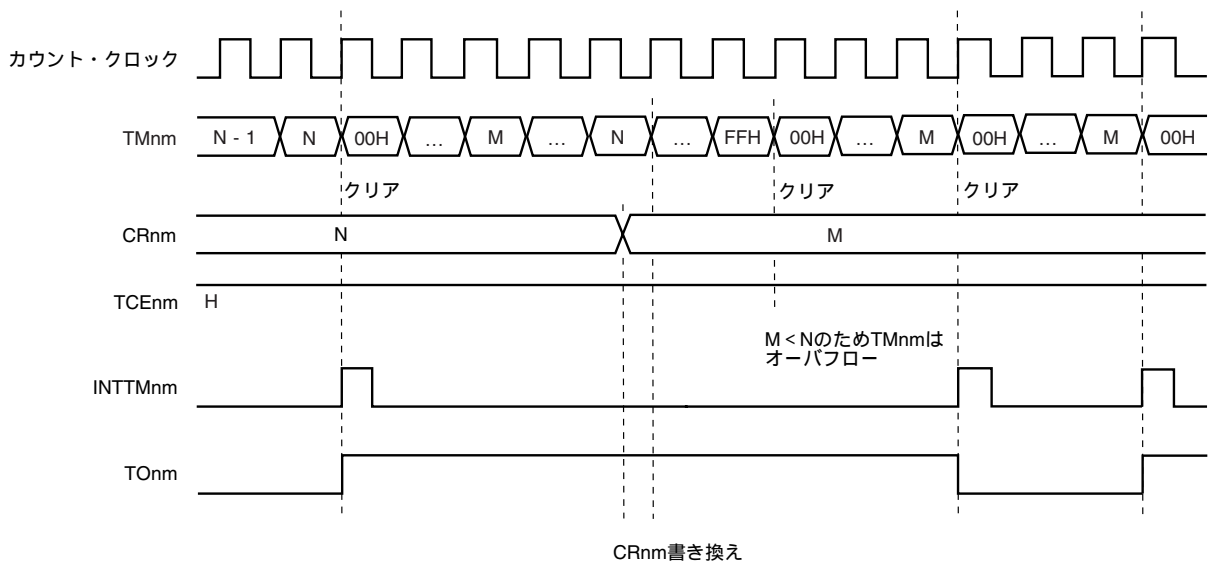 カウント・クロック
TMnm N - 1 N 00H … M … N … FFH 00H … M 00H … M 00H
クリア クリア クリア
CRnm N M
TCEnm H
M＜NのためTMnmは
オーバフロー
INTTMnm
TOnm
CRnm書き換え